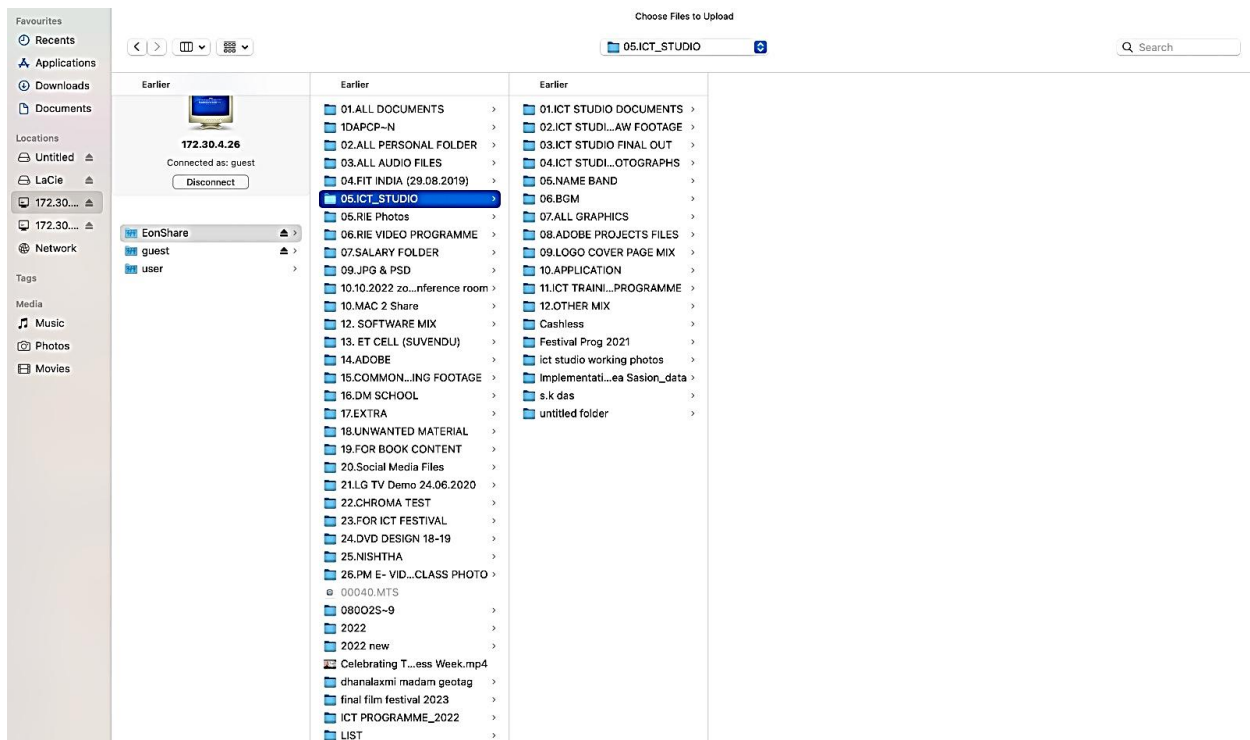 Choose Files to Upload
05.ICT_STUDIO
Search
Favourites
Recents
Applications
Downloads
Documents
Locations
Untitled
LaCie
172.30....
172.30....
Network
Tags
Media
Music
Photos
Movies
Earlier
172.30.4.26
Connected as: guest
Disconnect
EonShare
guest
user
Earlier
01.ALL DOCUMENTS
1DAPCP~N
02.ALL PERSONAL FOLDER
03.ALL AUDIO FILES
04.FIT INDIA (29.08.2019)
05.ICT_STUDIO
05.RIE Photos
06.RIE VIDEO PROGRAMME
07.SALARY FOLDER
09.JPG & PSD
10.10.2022 zo...nference room
10.MAC 2 Share
12. SOFTWARE MIX
13. ET CELL (SUVENDU)
14.ADOBE
15.COMMON...ING FOOTAGE
16.DM SCHOOL
17.EXTRA
18.UNWANTED MATERIAL
19.FOR BOOK CONTENT
20.Social Media Files
21.LG TV Demo 24.06.2020
22.CHROMA TEST
23.FOR ICT FESTIVAL
24.DVD DESIGN 18-19
25.NISHTHA
26.PM E- VID...CLASS PHOTO
00040.MTS
080O2S~9
2022
2022 new
Celebrating T...ess Week.mp4
dhanalaxmi madam geotag
final film festival 2023
ICT PROGRAMME_2022
LIST
Earlier
01.ICT STUDIO DOCUMENTS
02.ICT STUDI...AW FOOTAGE
03.ICT STUDIO FINAL OUT
04.ICT STUDI...OTOGRAPHS
05.NAME BAND
06.BGM
07.ALL GRAPHICS
08.ADOBE PROJECTS FILES
09.LOGO COVER PAGE MIX
10.APPLICATION
11.ICT TRAINI...PROGRAMME
12.OTHER MIX
Cashless
Festival Prog 2021
ict studio working photos
Implementati...ea Sasion_data
s.k das
untitled folder